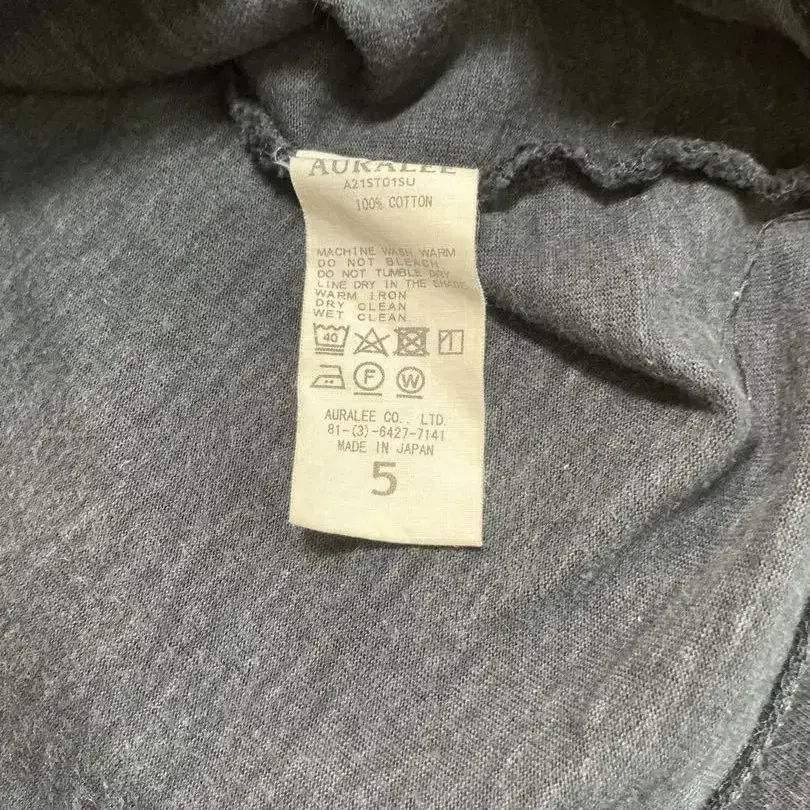 AURALEE
A21ST01SU
100% COTTON
MACHINE WASH WARM
DO NOT BLEACH
DO NOT TUMBLE DRY
LINE DRY IN THE SHADE
WARM IRON
DRY CLEAN
WET CLEAN
40
F W
AURALEE CO., LTD.
81-(3)-6427-7141
MADE IN JAPAN
5